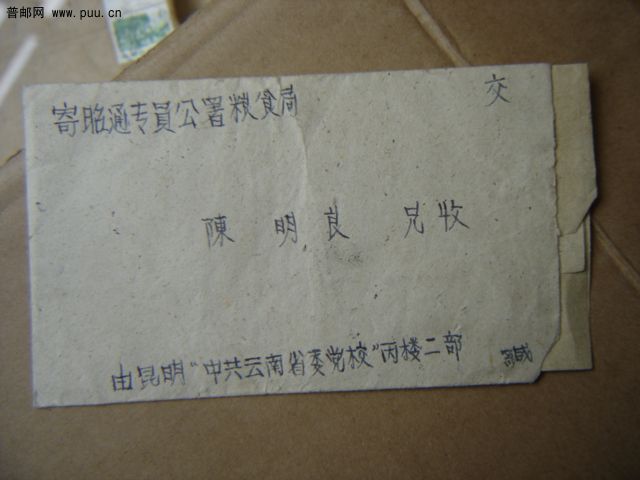 普邮网 www.puu.cn
寄昭通专員公署粮食局 交
陳 明 良 兄收
由昆明"中共云南省委党校"丙楼二部 緘